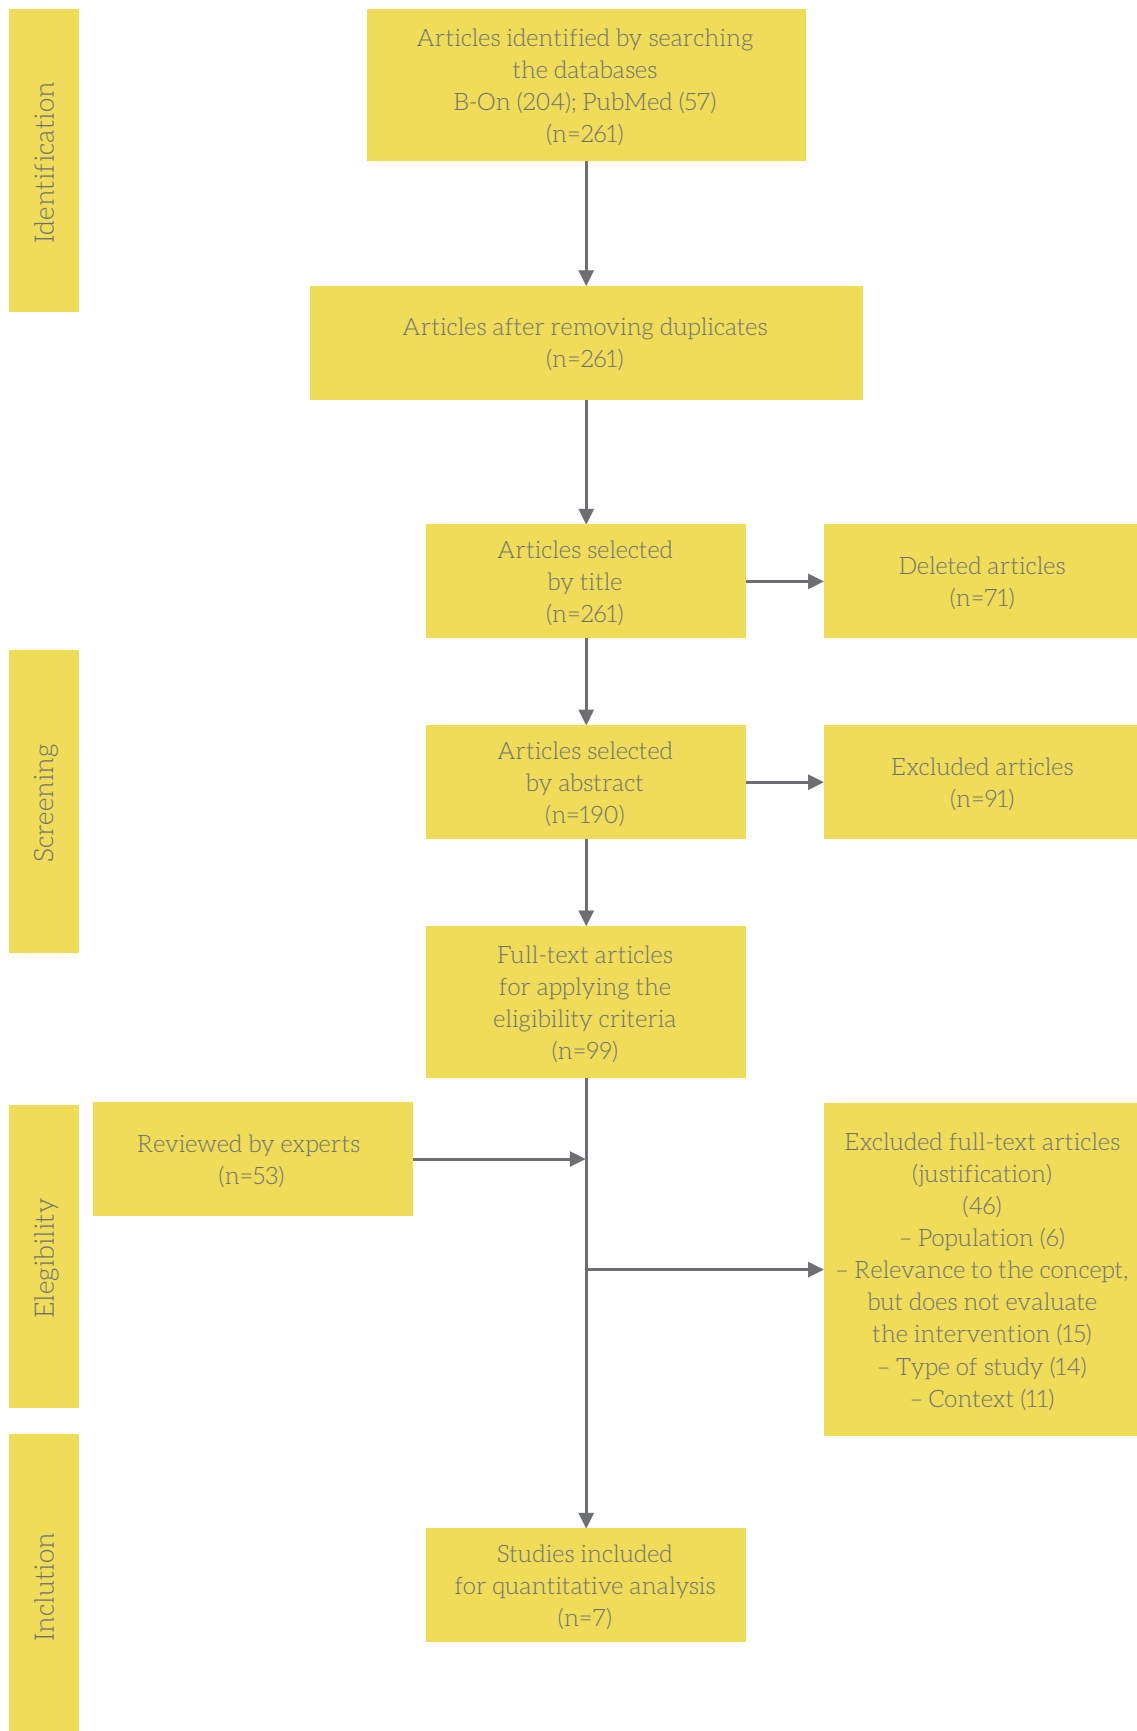 Identification
Articles identified by searching
the databases
B-On (204); PubMed (57)
(n=261)
Articles after removing duplicates
(n=261)
Articles selected
by title
(n=261)
Deleted articles
(n=71)
Screening
Articles selected
by abstract
(n=190)
Excluded articles
(n=91)
Full-text articles
for applying the
eligibility criteria
(n=99)
Elegibility
Reviewed by experts
(n=53)
Excluded full-text articles
(justification)
(46)
– Population (6)
– Relevance to the concept,
but does not evaluate
the intervention (15)
– Type of study (14)
– Context (11)
Inclution
Studies included
for quantitative analysis
(n=7)